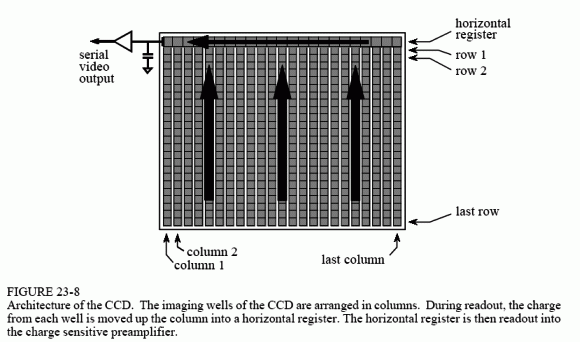 horizontal
register
row 1
row 2
serial
video
output
last row
column 2
column 1
last column
FIGURE 23-8
Architecture of the CCD. The imaging wells of the CCD are arranged in columns. During readout, the charge
from each well is moved up the column into a horizontal register. The horizontal register is then readout into
the charge sensitive preamplifier.